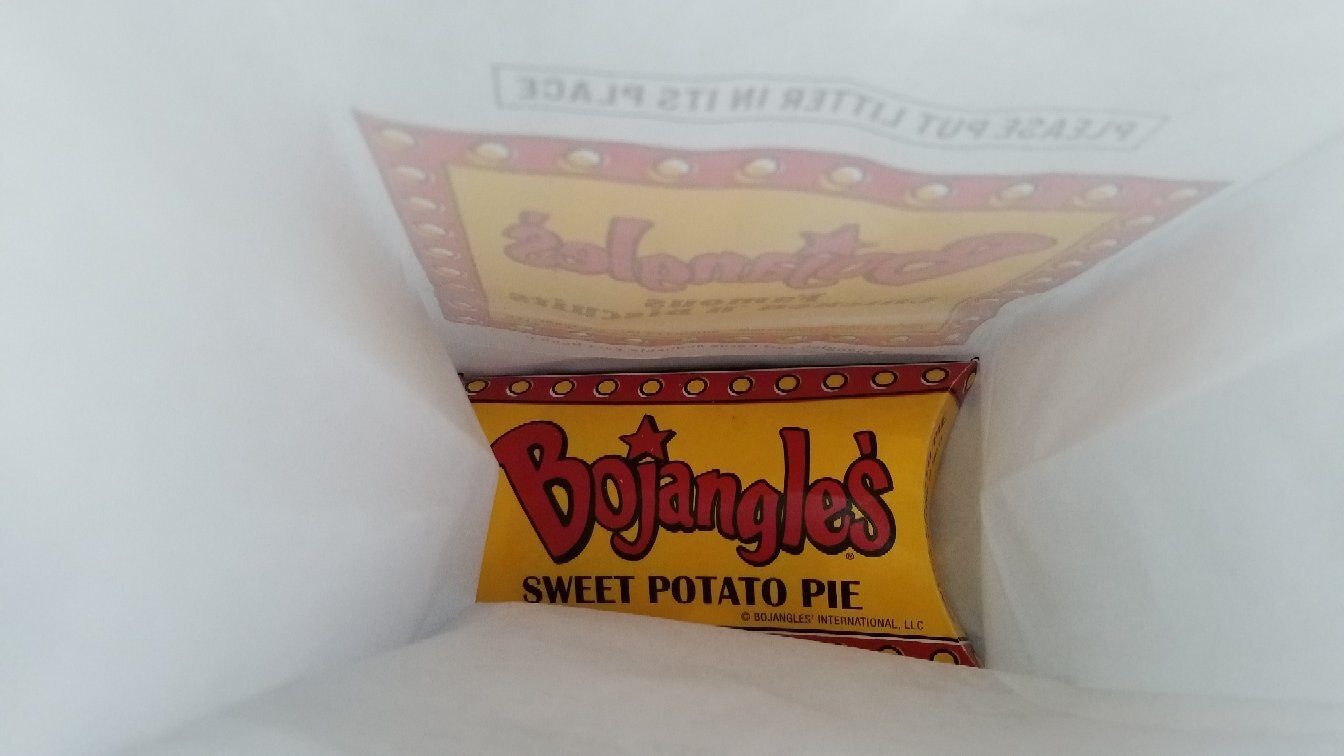 PLEASE PUT LITTER IN ITS PLACE
Bojangles'
Famous
Chicken 'n Biscuits
Bojangles'
SWEET POTATO PIE
© BOJANGLES' INTERNATIONAL, LLC